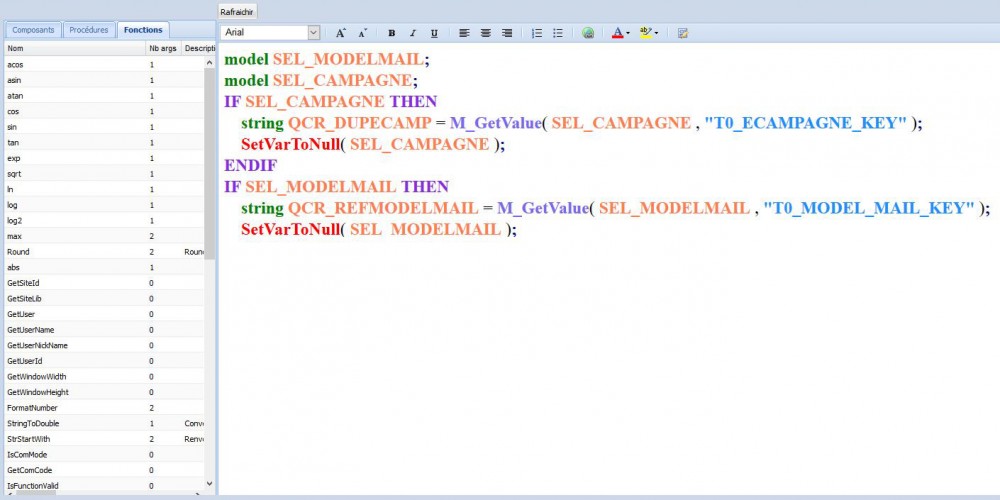 Rafraichir
Composants Procédures Fonctions
Arial A A B I U A ab
Nom Nb args Descripti
acos 1
asin 1
atan 1
cos 1
sin 1
tan 1
exp 1
sqrt 1
ln 1
log 1
log2 1
max 2
Round 2 Roun
abs 1
GetSiteId 0
GetSiteLib 0
GetUser 0
GetUserName 0
GetUserNickName 0
GetUserId 0
GetWindowWidth 0
GetWindowHeight 0
FormatNumber 2
StringToDouble 1 Conve
StrStartWith 2 Renvo
IsComMode 0
GetComCode 0
IsFunctionValid 0
model SEL_MODELMAIL;
model SEL_CAMPAGNE;
IF SEL_CAMPAGNE THEN
string QCR_DUPECAMP = M_GetValue( SEL_CAMPAGNE , "T0_ECAMPAGNE_KEY" );
SetVarToNull( SEL_CAMPAGNE );
ENDIF
IF SEL_MODELMAIL THEN
string QCR_REFMODELMAIL = M_GetValue( SEL_MODELMAIL , "T0_MODEL_MAIL_KEY" );
SetVarToNull( SEL MODELMAIL );